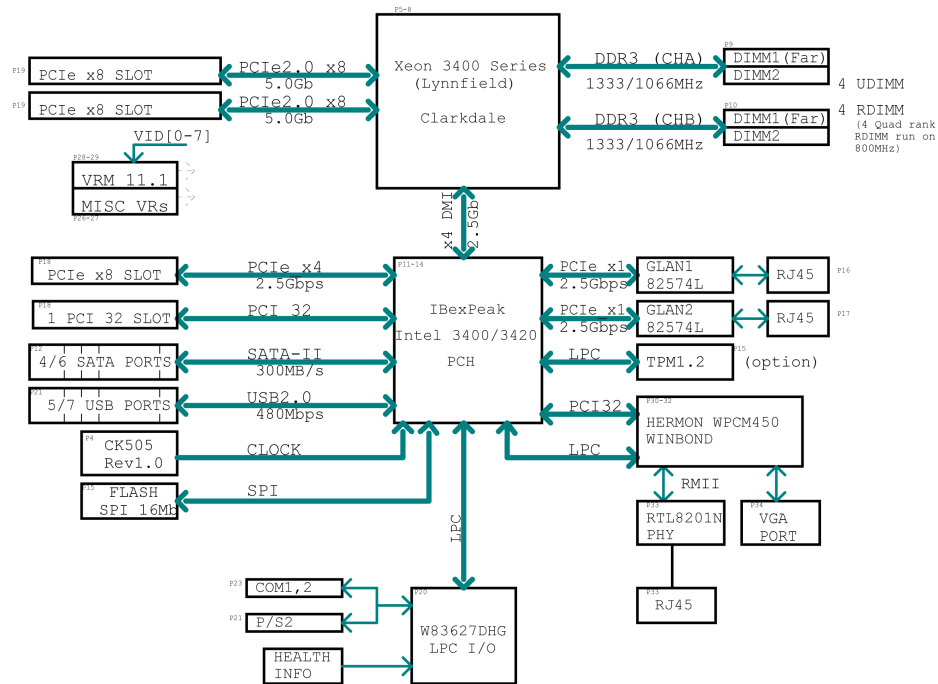 P5-8
Xeon 3400 Series
(Lynnfield)
Clarkdale
P19
PCIe x8 SLOT
PCIe2.0 x8
5.0Gb
P19
PCIe x8 SLOT
PCIe2.0 x8
5.0Gb
DDR3 (CHA)
1333/1066MHz
P9
DIMM1(Far)
DIMM2
4 UDIMM
DDR3 (CHB)
1333/1066MHz
P10
DIMM1(Far)
DIMM2
4 RDIMM
(4 Quad rank
RDIMM run on
800MHz)
VID[0-7]
P28-29
VRM 11.1
MISC VRs
P26-27
x4 DMI
2.5Gb
P11-14
IBexPeak
Intel 3400/3420
PCH
P18
PCIe x8 SLOT
PCIe x4
2.5Gbps
P18
1 PCI 32 SLOT
PCI 32
P12
4/6 SATA PORTS
SATA-II
300MB/s
P21
5/7 USB PORTS
USB2.0
480Mbps
P4
CK505
Rev1.0
CLOCK
P15
FLASH
SPI 16Mb
SPI
PCIe x1
2.5Gbps
GLAN1
82574L
RJ45
P16
PCIe x1
2.5Gbps
GLAN2
82574L
RJ45
P17
LPC
TPM1.2
P15
(option)
PCI32
LPC
P30-32
HERMON WPCM450
WINBOND
RMII
P33
RTL8201N
PHY
P34
VGA
PORT
P33
RJ45
LPC
P23
COM1,2
P21
P/S2
HEALTH
INFO
P20
W83627DHG
LPC I/O